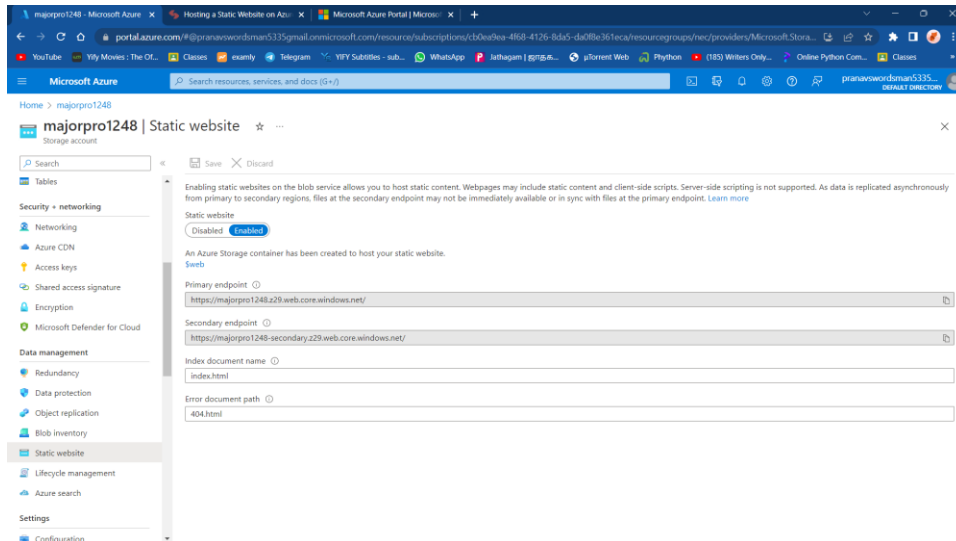 majorpro1248 - Microsoft Azure
Hosting a Static Website on Azu
Microsoft Azure Portal | Microso
portal.azure.com/#@pranavswordsman5335gmail.onmicrosoft.com/resource/subscriptions/cb0ea9ea-4f68-4126-8da5-da0f8e361eca/resourcegroups/nec/providers/Microsoft.Stora...
YouTube Yify Movies : The Of... Classes examly Telegram YIFY Subtitles - sub... WhatsApp Jathagam | ஜாதக... µTorrent Web Phython (185) Writers Only... Online Python Com... Classes
Microsoft Azure
Search resources, services, and docs (G+/)
pranavswordsman5335...
DEFAULT DIRECTORY
Home > majorpro1248
majorpro1248 | Static website
Storage account
Search
Save
Discard
Tables
Security + networking
Networking
Azure CDN
Access keys
Shared access signature
Encryption
Microsoft Defender for Cloud
Data management
Redundancy
Data protection
Object replication
Blob inventory
Static website
Lifecycle management
Azure search
Settings
Configuration
Enabling static websites on the blob service allows you to host static content. Webpages may include static content and client-side scripts. Server-side scripting is not supported. As data is replicated asynchronously
from primary to secondary regions, files at the secondary endpoint may not be immediately available or in sync with files at the primary endpoint. Learn more
Static website
Disabled Enabled
An Azure Storage container has been created to host your static website.
$web
Primary endpoint
https://majorpro1248.z29.web.core.windows.net/
Secondary endpoint
https://majorpro1248-secondary.z29.web.core.windows.net/
Index document name
index.html
Error document path
404.html